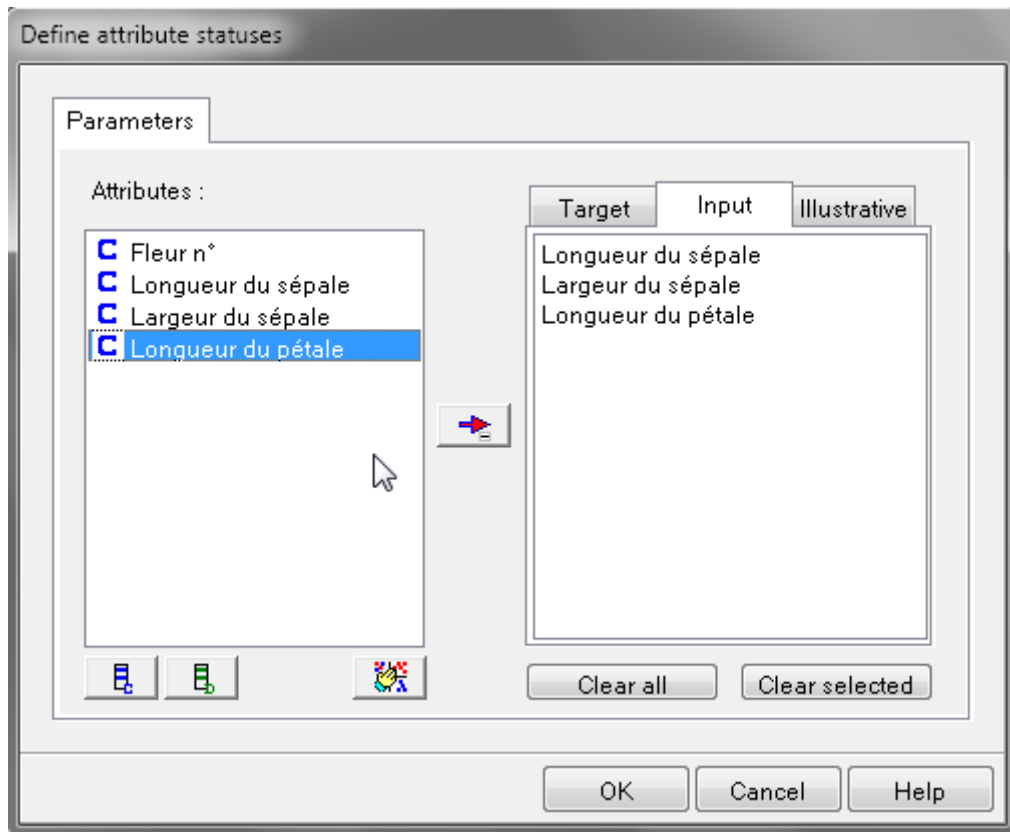 Define attribute statuses
Parameters
Attributes :
C Fleur n°
C Longueur du sépale
C Largeur du sépale
C Longueur du pétale
Target Input Illustrative
Longueur du sépale
Largeur du sépale
Longueur du pétale
Clear all Clear selected
OK Cancel Help